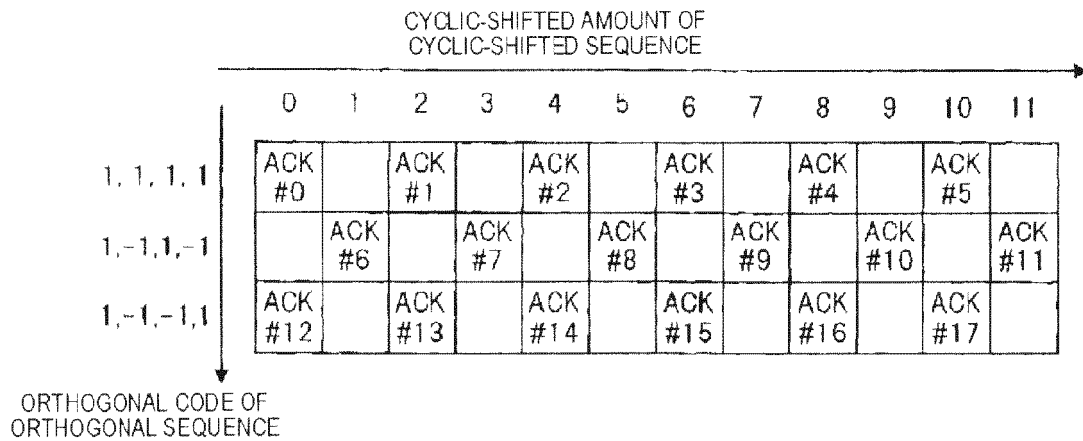 CYCLIC-SHIFTED AMOUNT OF
CYCLIC-SHIFTED SEQUENCE
0 1 2 3 4 5 6 7 8 9 10 11
1, 1, 1, 1
ACK ACK ACK ACK ACK ACK
#0 #1 #2 #3 #4 #5
1,-1,1,-1
ACK ACK ACK ACK ACK ACK
#6 #7 #8 #9 #10 #11
1,-1,-1,1
ACK ACK ACK ACK ACK ACK
#12 #13 #14 #15 #16 #17
ORTHOGONAL CODE OF
ORTHOGONAL SEQUENCE